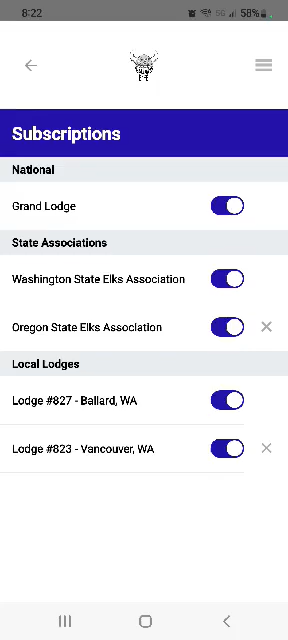 8:22
58%
Subscriptions
National
Grand Lodge
State Associations
Washington State Elks Association
Oregon State Elks Association
Local Lodges
Lodge #827 - Ballard, WA
Lodge #823 - Vancouver, WA